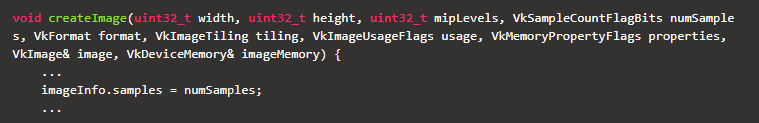 void createImage(uint32_t width, uint32_t height, uint32_t mipLevels, VkSampleCountFlagBits numSample
s, VkFormat format, VkImageTiling tiling, VkImageUsageFlags usage, VkMemoryPropertyFlags properties,
VkImage& image, VkDeviceMemory& imageMemory) {
    ...
    imageInfo.samples = numSamples;
    ...